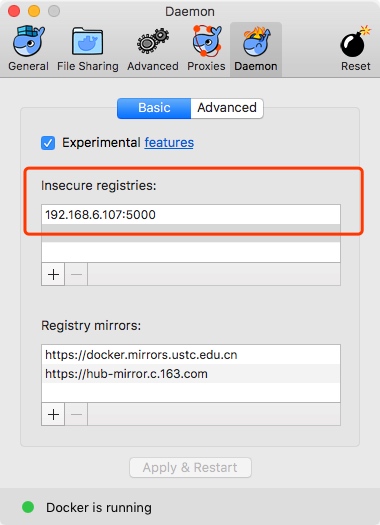 Daemon
General
File Sharing
Advanced
Proxies
Daemon
Reset
Basic
Advanced
Experimental features
Insecure registries:
192.168.6.107:5000
+
−
Registry mirrors:
https://docker.mirrors.ustc.edu.cn
https://hub-mirror.c.163.com
+
−
Apply & Restart
Docker is running